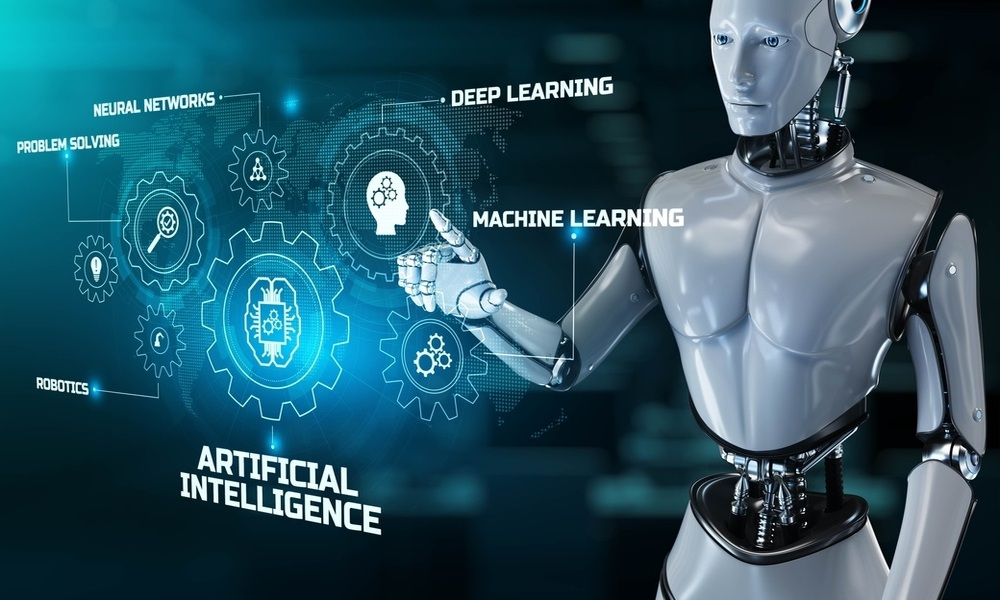 NEURAL NETWORKS
DEEP LEARNING
PROBLEM SOLVING
MACHINE LEARNING
ROBOTICS
ARTIFICIAL
INTELLIGENCE